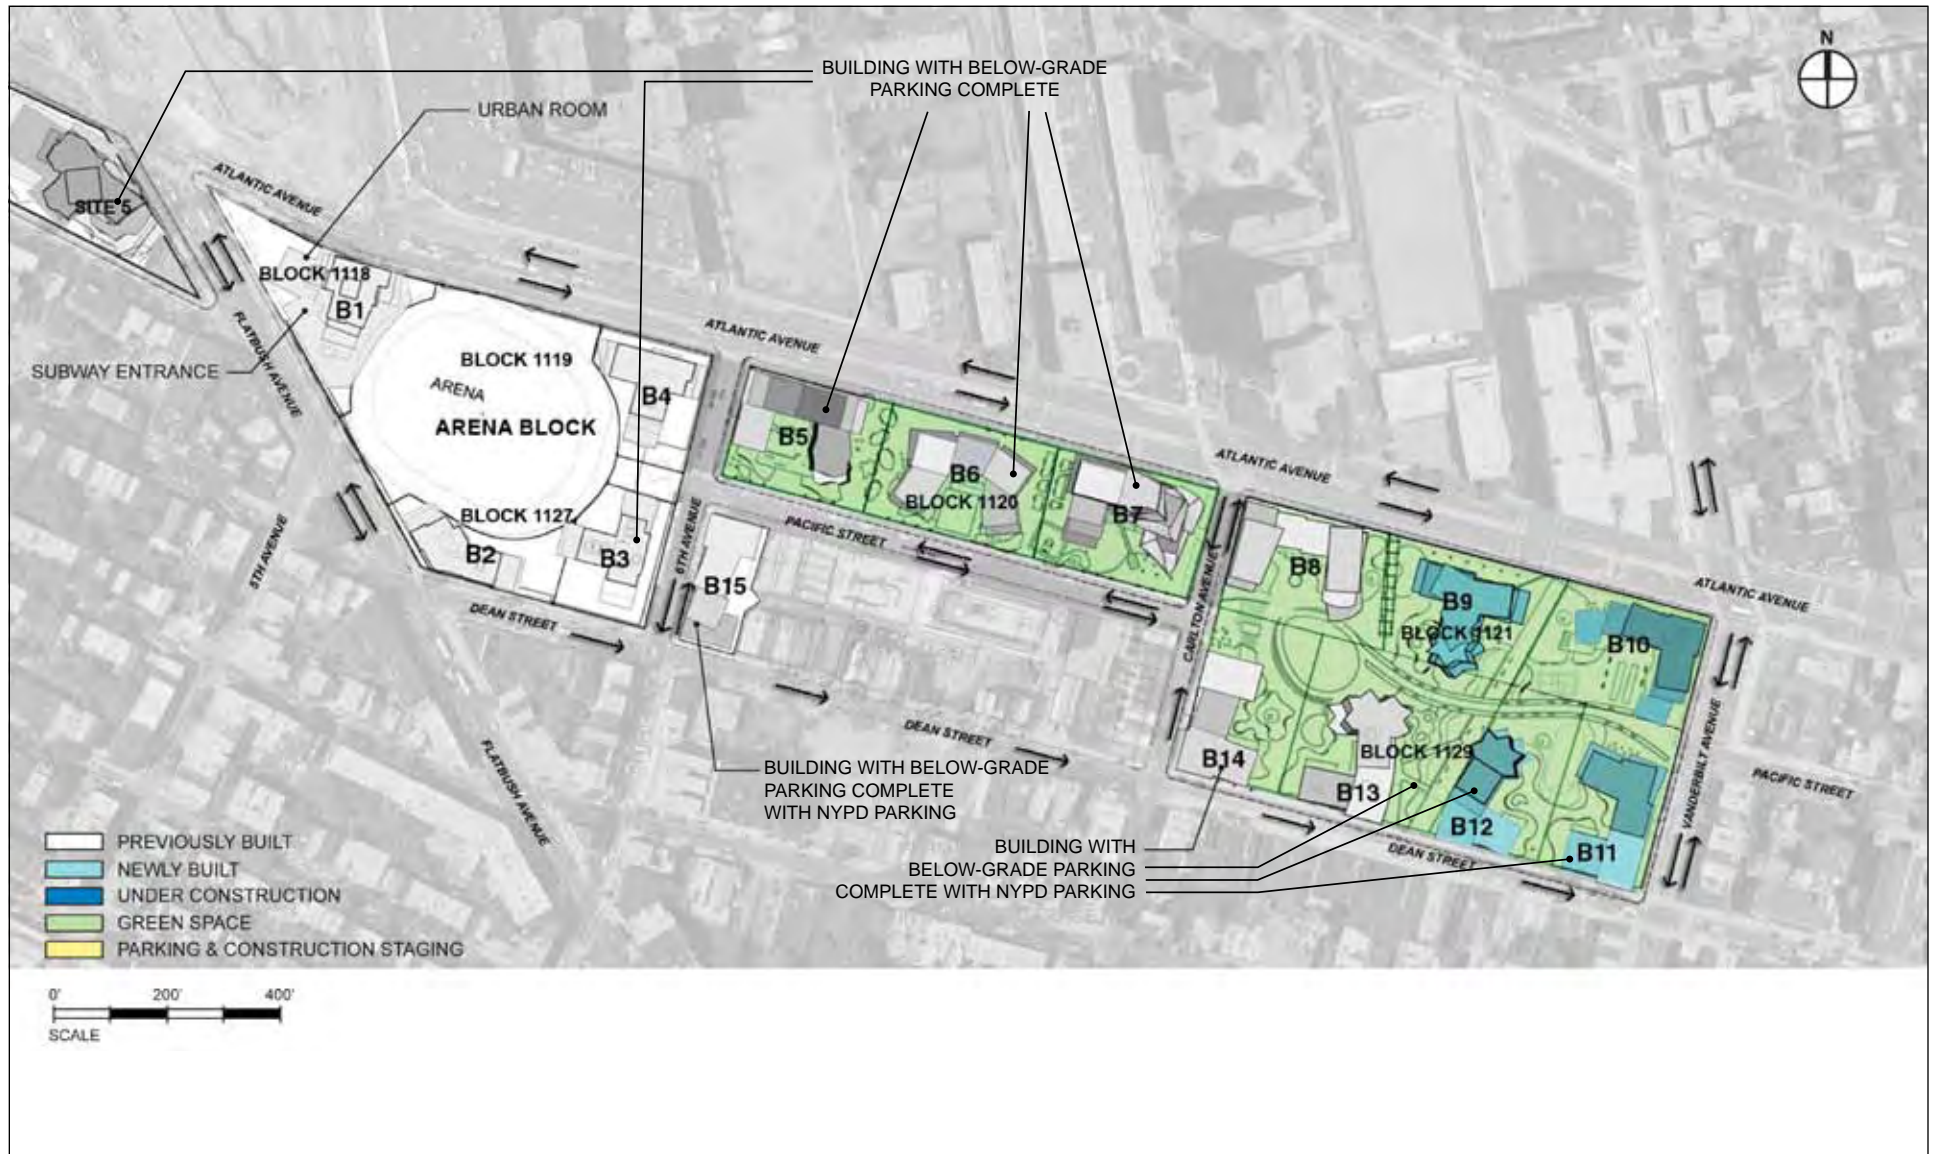 BUILDING WITH BELOW-GRADE
PARKING COMPLETE
N
URBAN ROOM
ATLANTIC AVENUE
SITE 5
BLOCK 1118
B1
SUBWAY ENTRANCE
FLATBUSH AVENUE
BLOCK 1119
ARENA
ARENA BLOCK
B4
ATLANTIC AVENUE
B5
B6
BLOCK 1120
B7
ATLANTIC AVENUE
BLOCK 1127
B2
B3
6TH AVENUE
B15
PACIFIC STREET
5TH AVENUE
DEAN STREET
CARLTON AVENUE
B8
B9
BLOCK 1121
B10
ATLANTIC AVENUE
DEAN STREET
B14
BLOCK 1129
B13
B12
B11
VANDERBILT AVENUE
PACIFIC STREET
DEAN STREET
FLATBUSH AVENUE
BUILDING WITH BELOW-GRADE
PARKING COMPLETE
WITH NYPD PARKING
BUILDING WITH
BELOW-GRADE PARKING
COMPLETE WITH NYPD PARKING
PREVIOUSLY BUILT
NEWLY BUILT
UNDER CONSTRUCTION
GREEN SPACE
PARKING & CONSTRUCTION STAGING
0' 200' 400'
SCALE